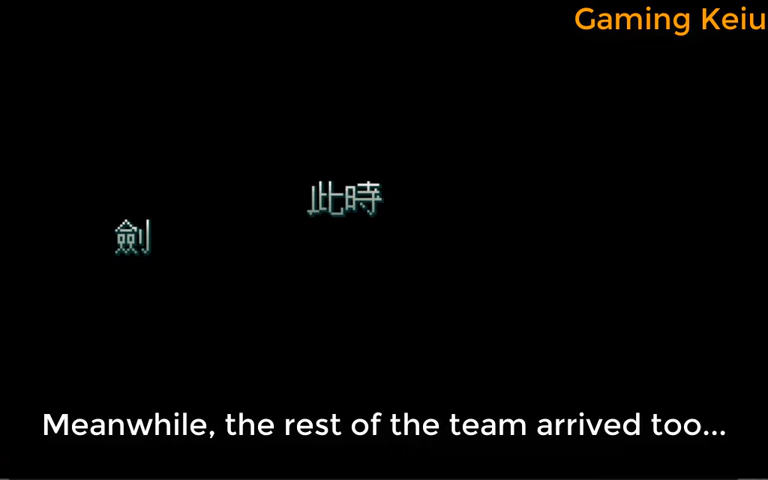 Gaming Keiu
此時
劍
Meanwhile, the rest of the team arrived too...